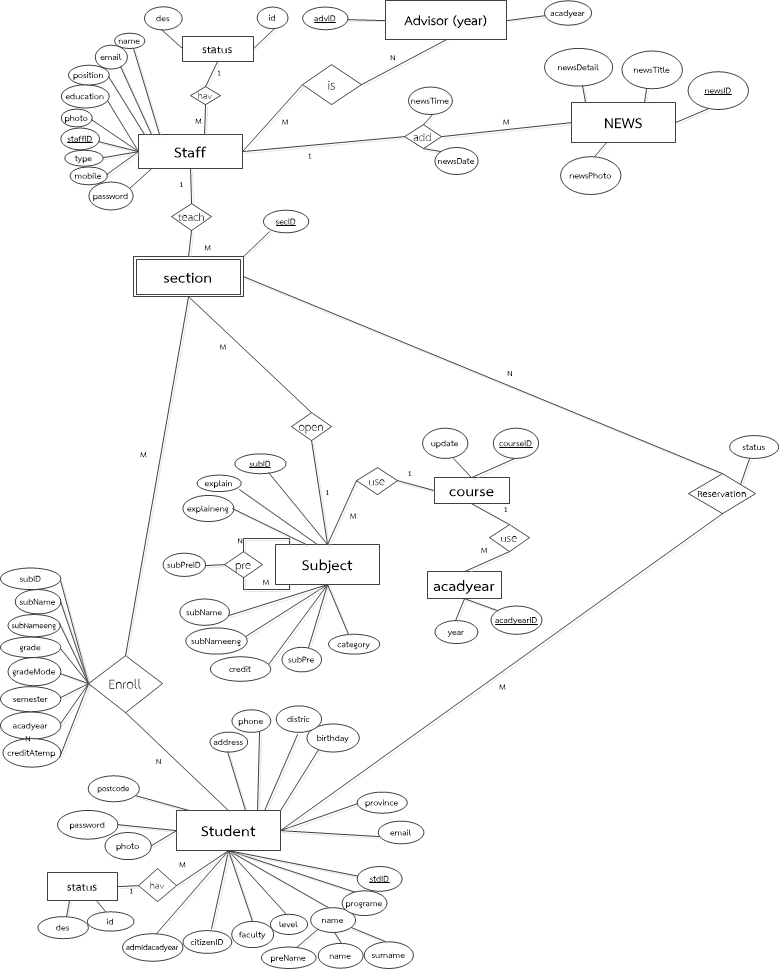 des
id
status
1
hav
M
advID
Advisor (year)
acadyear
N
is
M
name
email
position
education
photo
staffID
type
mobile
password
Staff
1
newsTime
add
newsDate
M
newsDetail
newsTitle
newsID
NEWS
newsPhoto
1
teach
M
secID
section
M
M
N
open
1
subID
explain
explaineng
use
1
M
update
courseID
course
1
use
M
acadyear
year
acadyearID
status
Reservation
M
N
subPreID
pre
M
Subject
subName
subNameeng
credit
subPre
category
subID
subName
subNameeng
grade
gradeMode
semester
acadyear
N
creditAtemp
Enroll
N
address
phone
distric
birthday
postcode
password
photo
Student
province
email
M
status
1
hav
des
id
admidacadyear
citizenID
faculty
level
stdID
programe
name
preName
name
surname